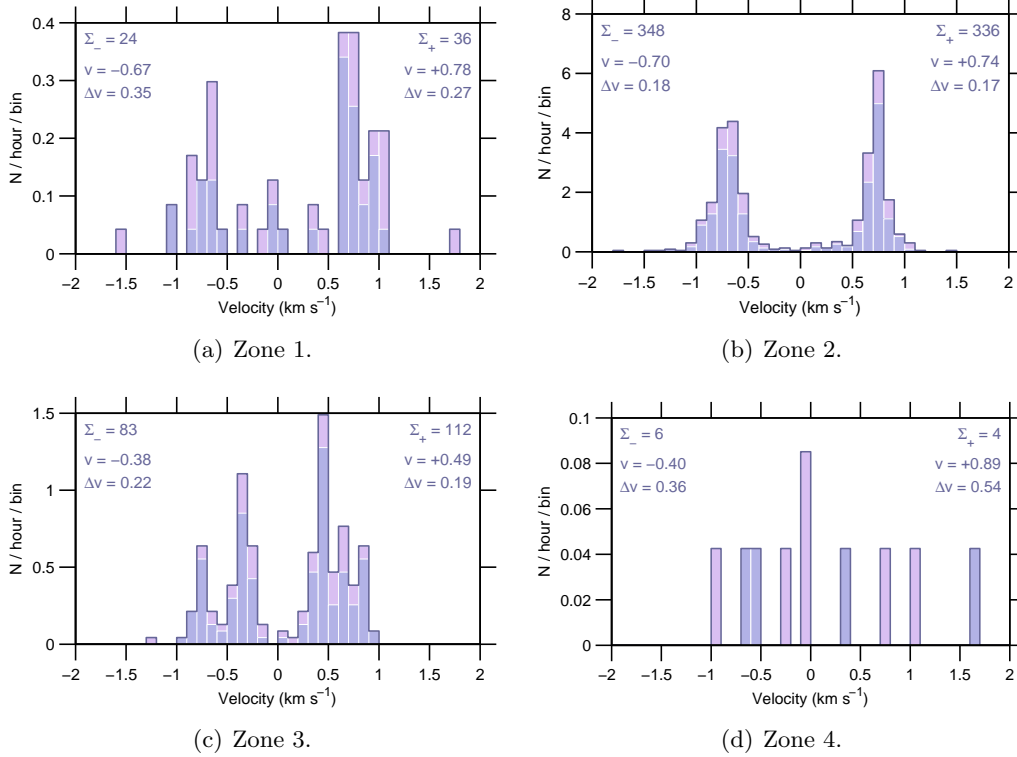 0.4
0.3
0.2
0.1
0
N / hour / bin
Σ− = 24
v = −0.67
Δv = 0.35
Σ+ = 36
v = +0.78
Δv = 0.27
−2 −1.5 −1 −0.5 0 0.5 1 1.5 2
Velocity (km s−1)
(a) Zone 1.
8
6
4
2
0
N / hour / bin
Σ− = 348
v = −0.70
Δv = 0.18
Σ+ = 336
v = +0.74
Δv = 0.17
−2 −1.5 −1 −0.5 0 0.5 1 1.5 2
Velocity (km s−1)
(b) Zone 2.
1.5
1
0.5
0
N / hour / bin
Σ− = 83
v = −0.38
Δv = 0.22
Σ+ = 112
v = +0.49
Δv = 0.19
−2 −1.5 −1 −0.5 0 0.5 1 1.5 2
Velocity (km s−1)
(c) Zone 3.
0.1
0.08
0.06
0.04
0.02
0
N / hour / bin
Σ− = 6
v = −0.40
Δv = 0.36
Σ+ = 4
v = +0.89
Δv = 0.54
−2 −1.5 −1 −0.5 0 0.5 1 1.5 2
Velocity (km s−1)
(d) Zone 4.